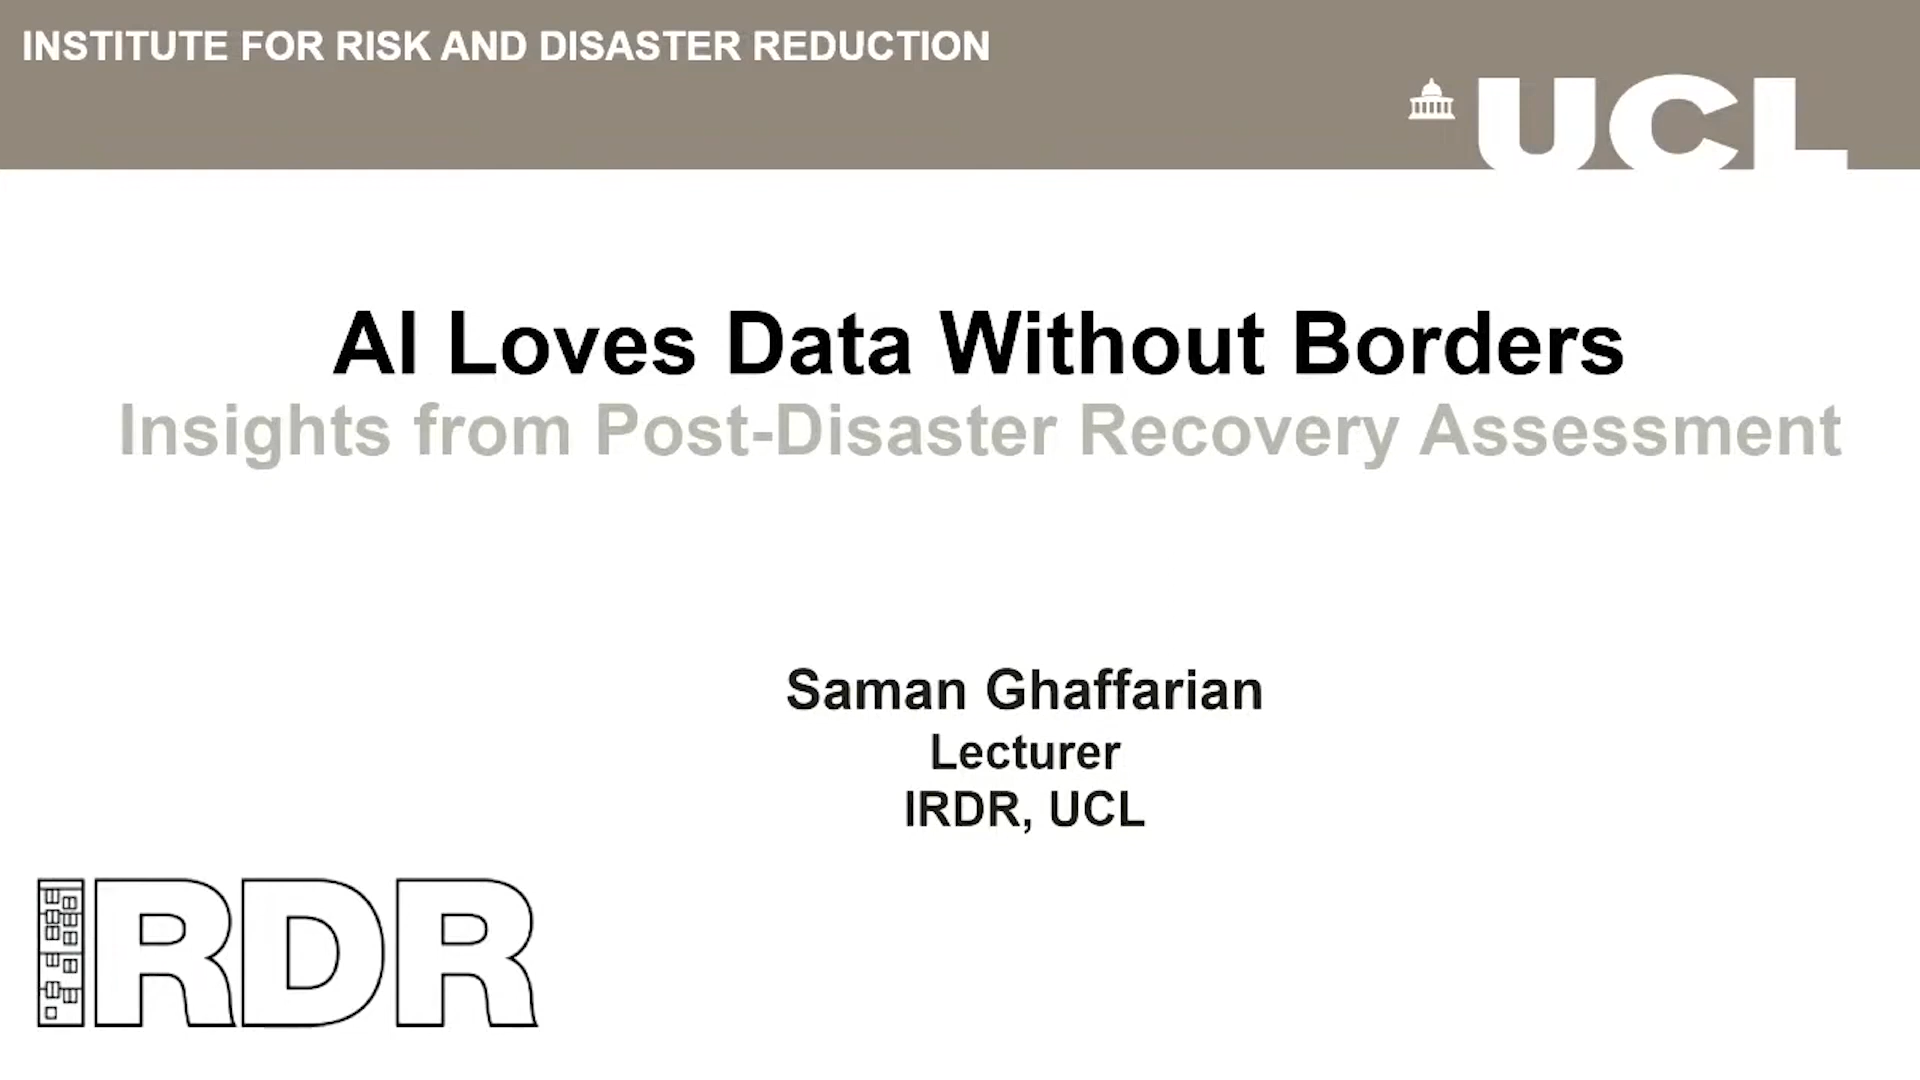 INSTITUTE FOR RISK AND DISASTER REDUCTION
UCL
AI Loves Data Without Borders
Insights from Post-Disaster Recovery Assessment
Saman Ghaffarian
Lecturer
IRDR, UCL
IRDR